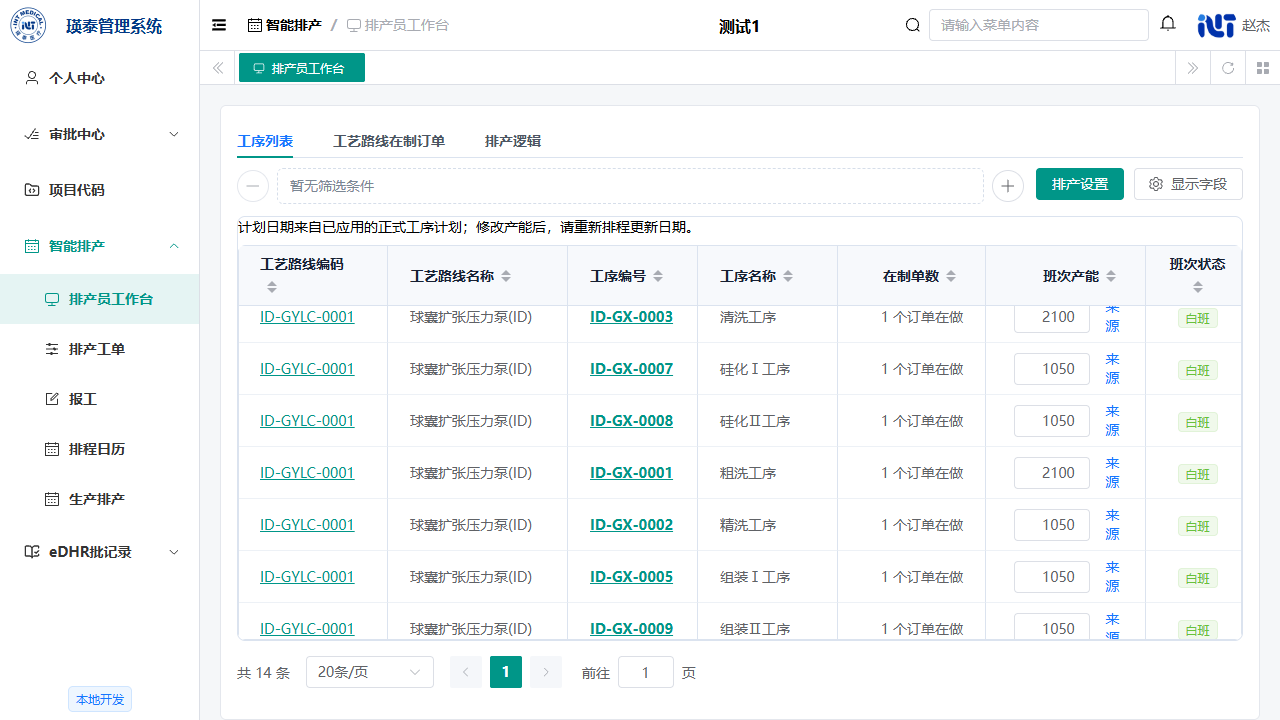 瑛泰管理系统
智能排产 / 排产员工作台
测试1
请输入菜单内容
赵杰
个人中心
审批中心
项目代码
智能排产
排产员工作台
排产工单
报工
排程日历
生产排产
eDHR批记录
本地开发
排产员工作台
工序列表 工艺路线在制订单 排产逻辑
暂无筛选条件
排产设置 显示字段
计划日期来自已应用的正式工序计划；修改产能后，请重新排程更新日期。
工艺路线编码 工艺路线名称 工序编号 工序名称 在制单数 班次产能 班次状态
ID-GYLC-0001 球囊扩张压力泵(ID) ID-GX-0003 清洗工序 1 个订单在做 2100 来源 白班
ID-GYLC-0001 球囊扩张压力泵(ID) ID-GX-0007 硅化Ⅰ工序 1 个订单在做 1050 来源 白班
ID-GYLC-0001 球囊扩张压力泵(ID) ID-GX-0008 硅化Ⅱ工序 1 个订单在做 1050 来源 白班
ID-GYLC-0001 球囊扩张压力泵(ID) ID-GX-0001 粗洗工序 1 个订单在做 2100 来源 白班
ID-GYLC-0001 球囊扩张压力泵(ID) ID-GX-0002 精洗工序 1 个订单在做 1050 来源 白班
ID-GYLC-0001 球囊扩张压力泵(ID) ID-GX-0005 组装Ⅰ工序 1 个订单在做 1050 来源 白班
ID-GYLC-0001 球囊扩张压力泵(ID) ID-GX-0009 组装Ⅱ工序 1 个订单在做 1050 来源 白班
共 14 条 20条/页 1 前往 1 页